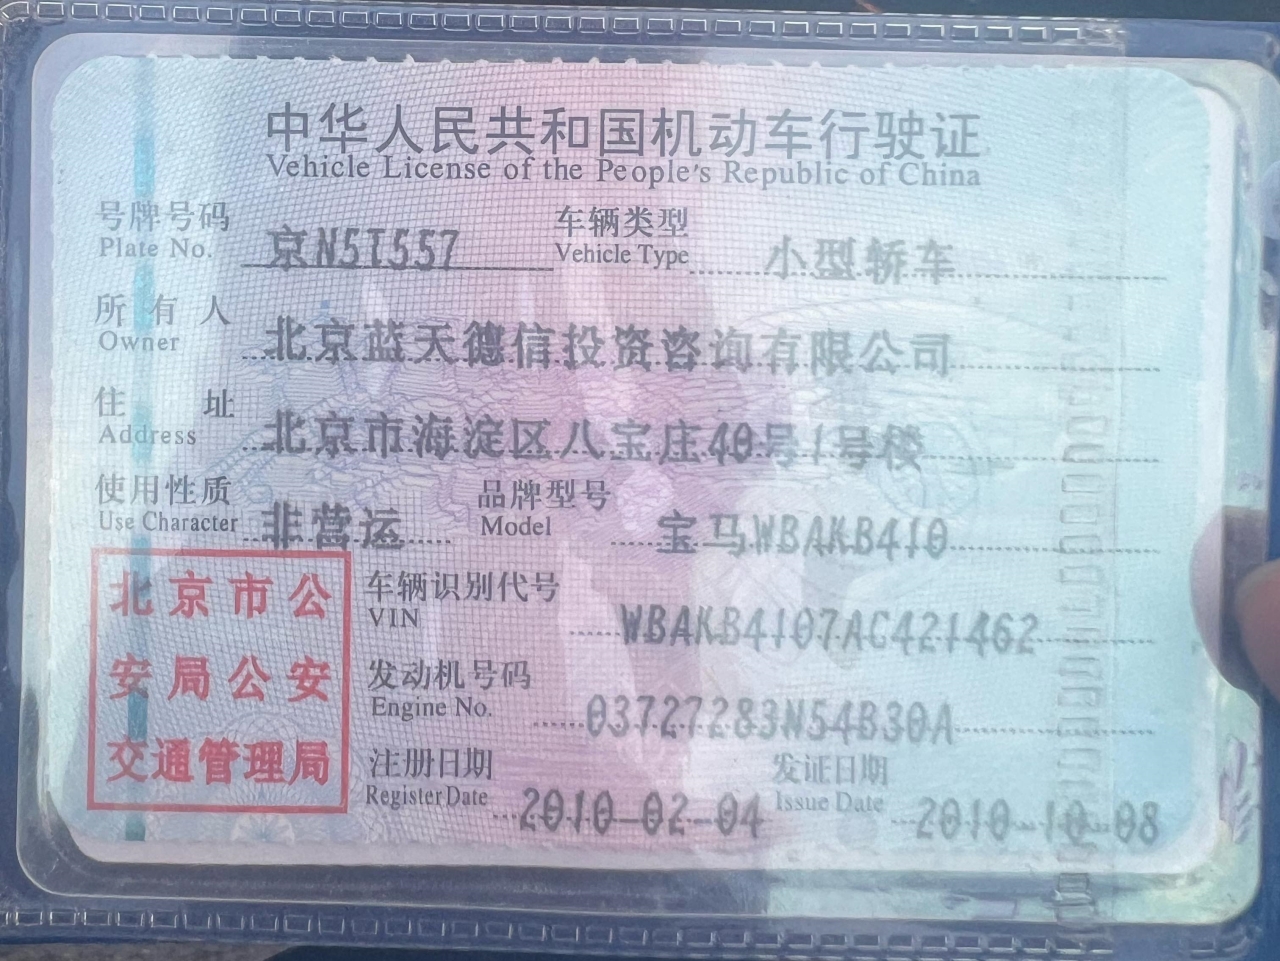 中华人民共和国机动车行驶证
Vehicle License of the People's Republic of China
号牌号码 京N5T557 车辆类型 小型轿车
Plate No. Vehicle Type
所有人 北京蓝天德信投资咨询有限公司
Owner
住址 北京市海淀区八宝庄40号1号楼
Address
使用性质 非营运 品牌型号 宝马WBAKB410
Use Character Model
北京市公
安局公安
交通管理局
车辆识别代号 WBAKB4107AC421462
VIN
发动机号码 03727283N54B30A
Engine No.
注册日期 2010-02-04 发证日期 2010-10-08
Register Date Issue Date